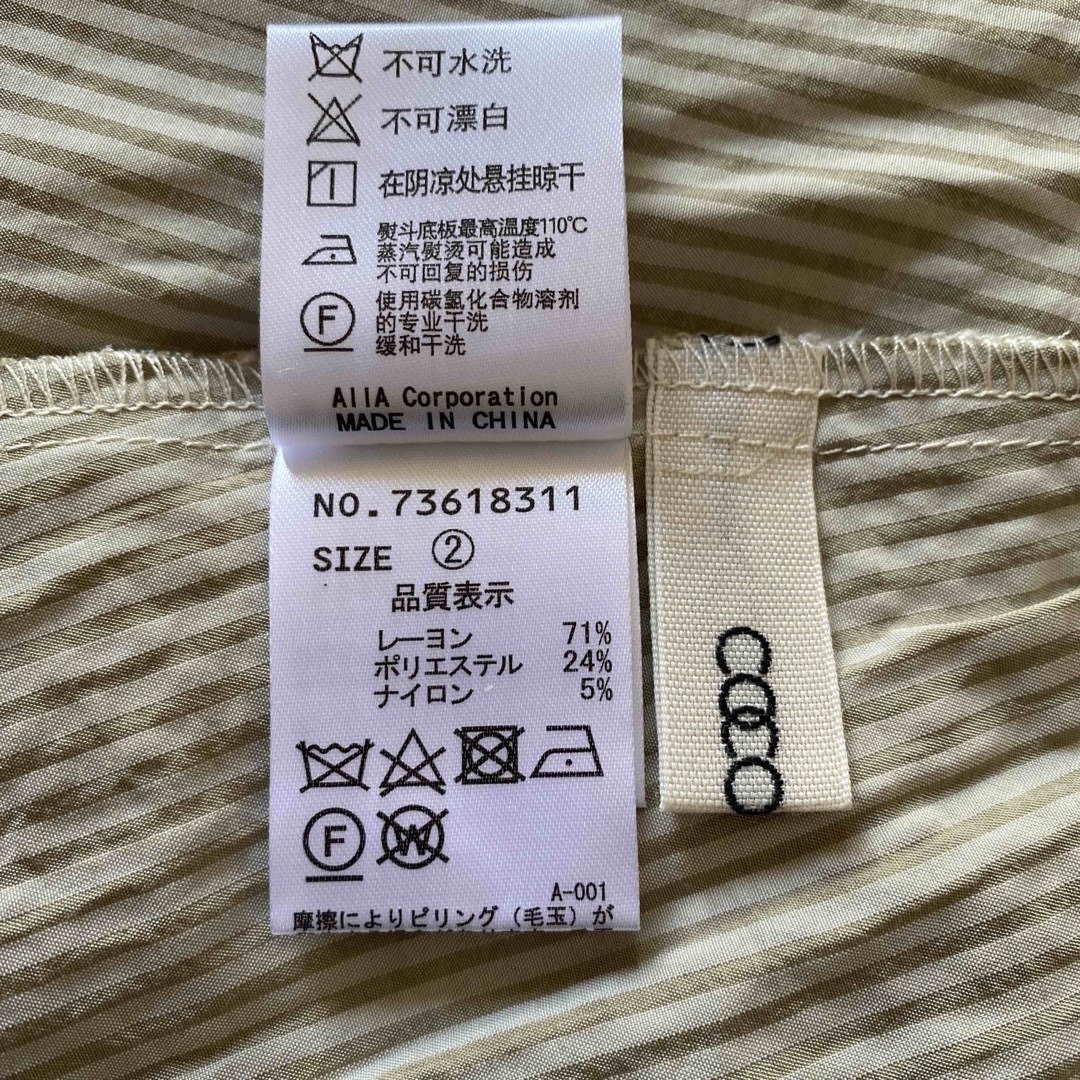 不可水洗
不可漂白
在阴凉处悬挂晾干
熨斗底板最高温度110℃
蒸汽熨烫可能造成
不可回复的损伤
F
使用碳氢化合物溶剂
的专业干洗
缓和干洗
AllA Corporation
MADE IN CHINA
NO.73618311
SIZE ②
品質表示
レーヨン 71%
ポリエステル 24%
ナイロン 5%
F W
A-001
摩擦によりピリング(毛玉)が